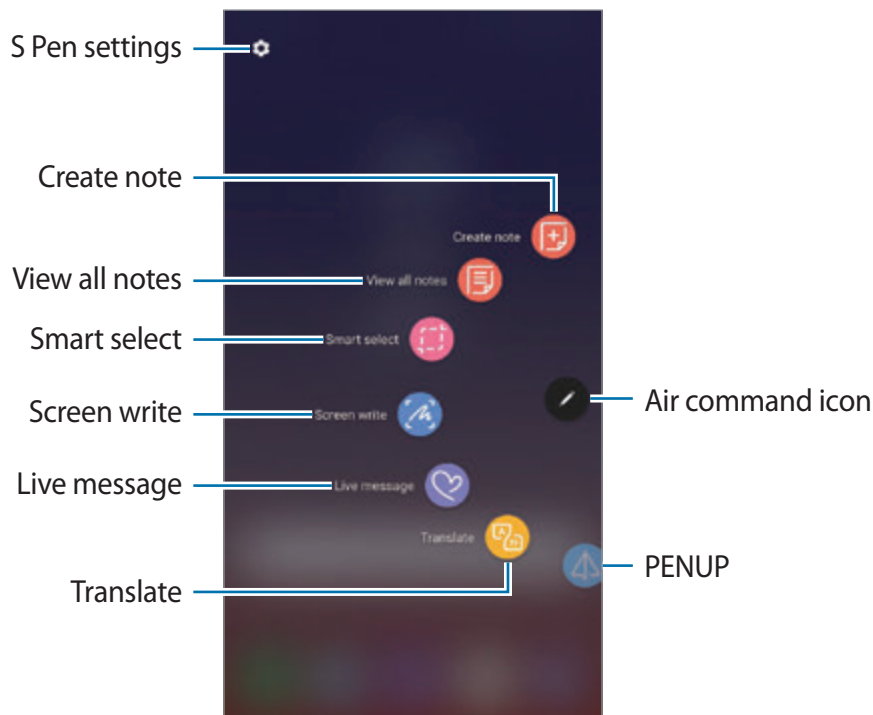 S Pen settings
Create note
Create note
View all notes
View all notes
Smart select
Smart select
Screen write
Screen write
Air command icon
Live message
Live message
Translate
PENUP
Translate